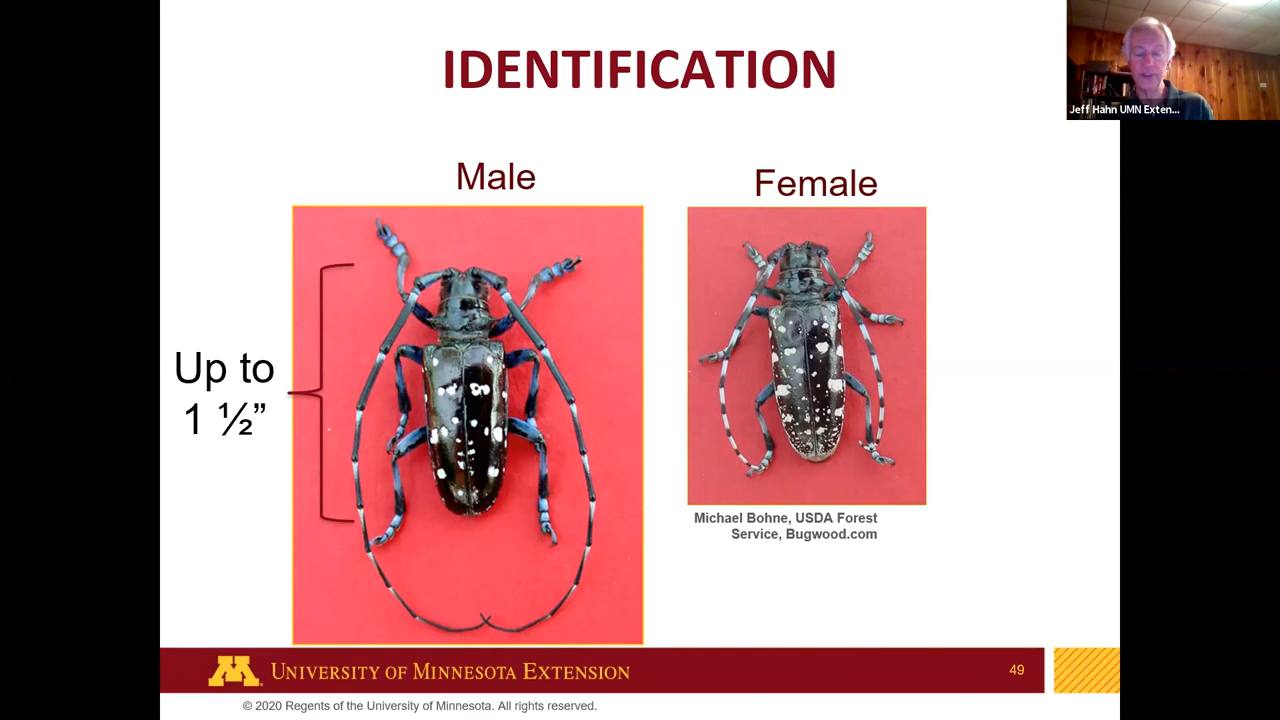 IDENTIFICATION
Jeff Hahn UMN Exten...
Male
Female
Up to
1 ½”
Michael Bohne, USDA Forest
Service, Bugwood.com
M
UNIVERSITY OF MINNESOTA EXTENSION
49
© 2020 Regents of the University of Minnesota. All rights reserved.